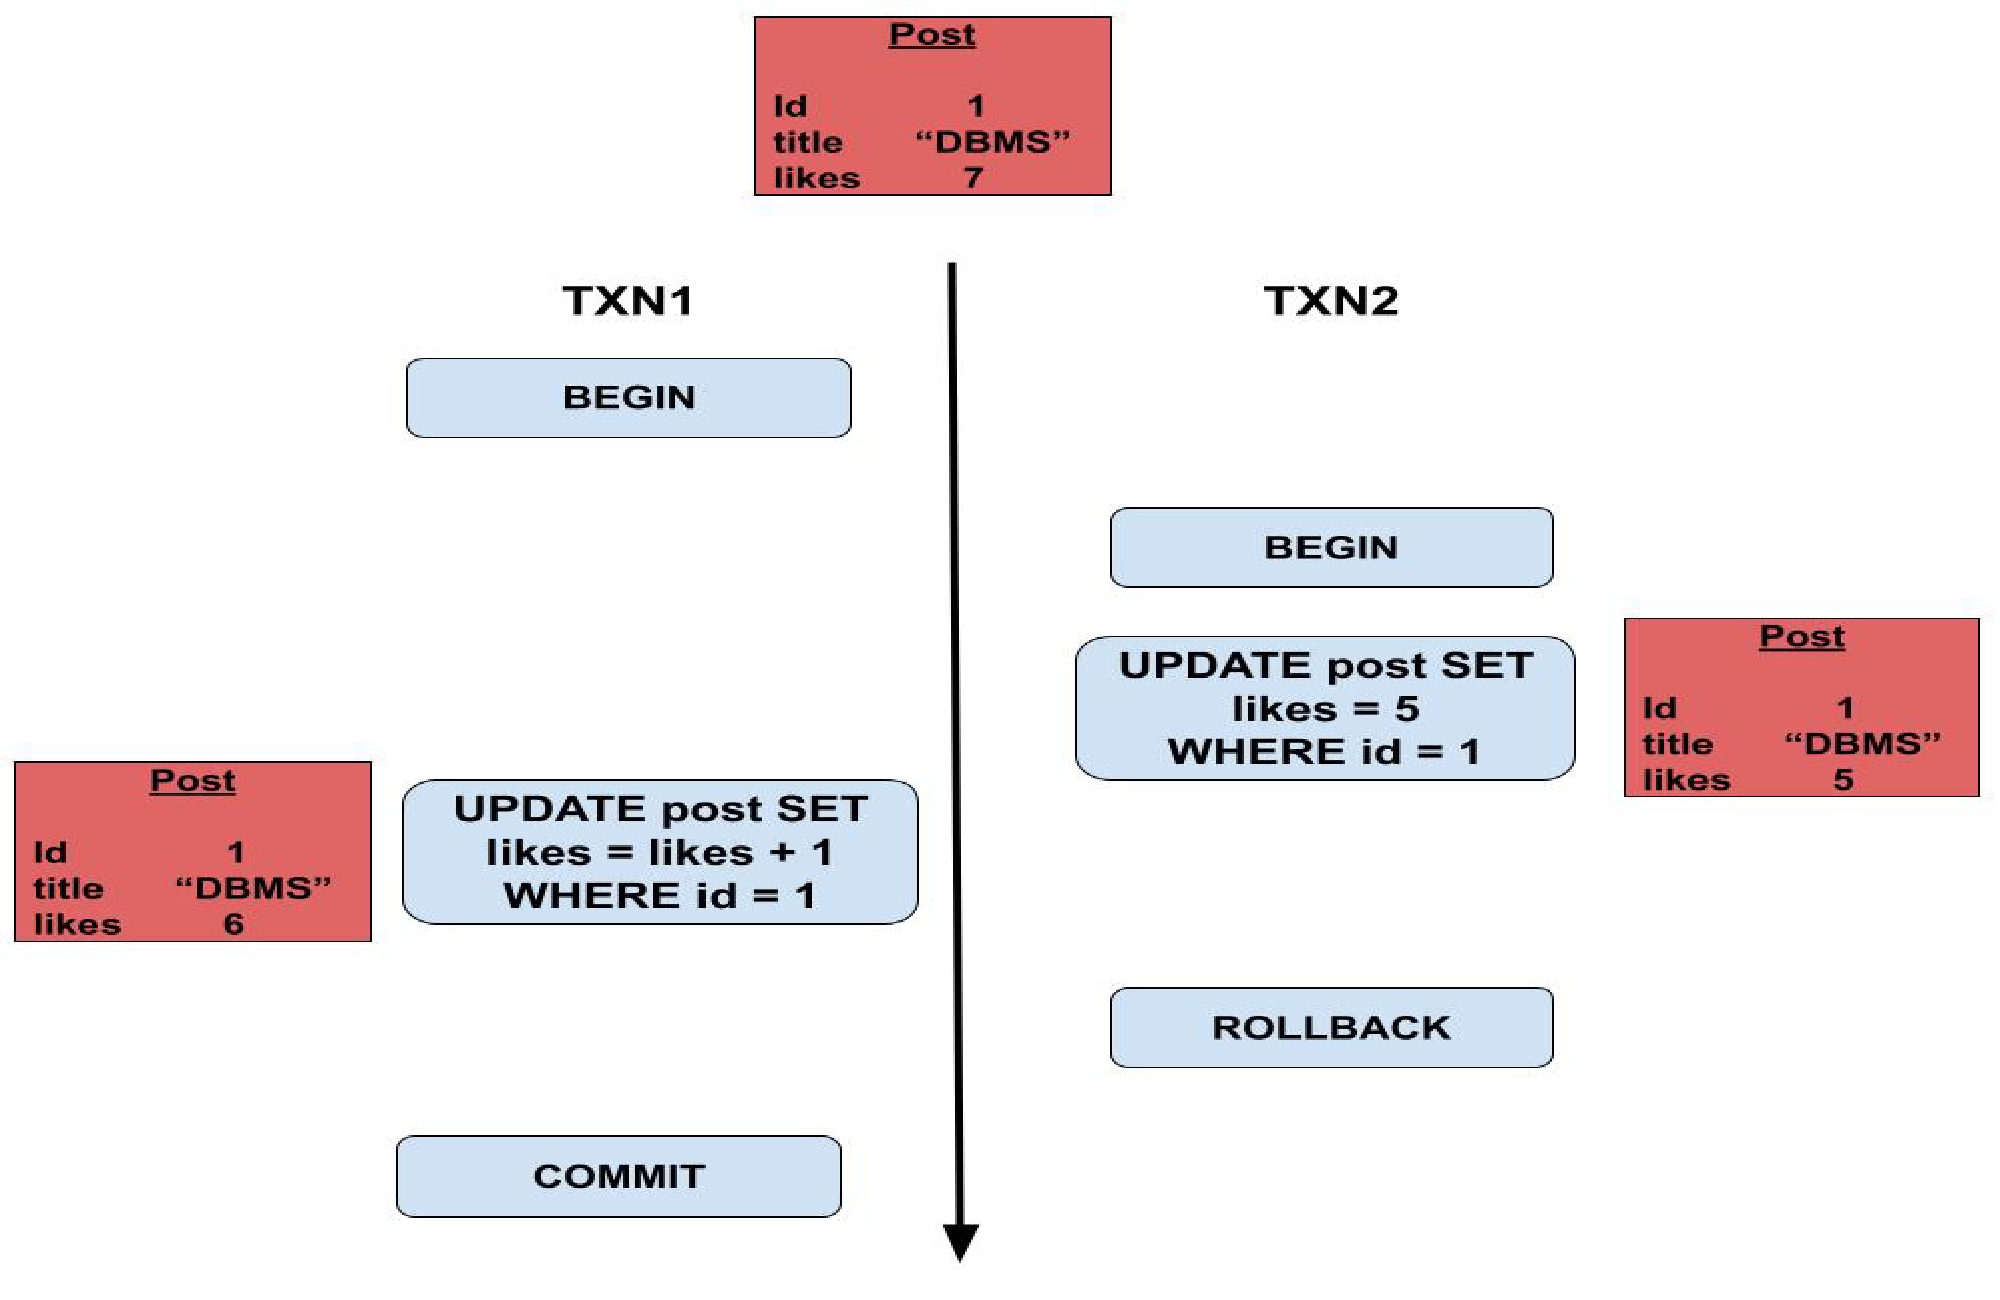 Post
Id 1
title “DBMS”
likes 7
TXN1 TXN2
BEGIN
BEGIN
UPDATE post SET
likes = 5
WHERE id = 1
Post
Id 1
title “DBMS”
likes 5
Post
Id 1
title “DBMS”
likes 6
UPDATE post SET
likes = likes + 1
WHERE id = 1
ROLLBACK
COMMIT